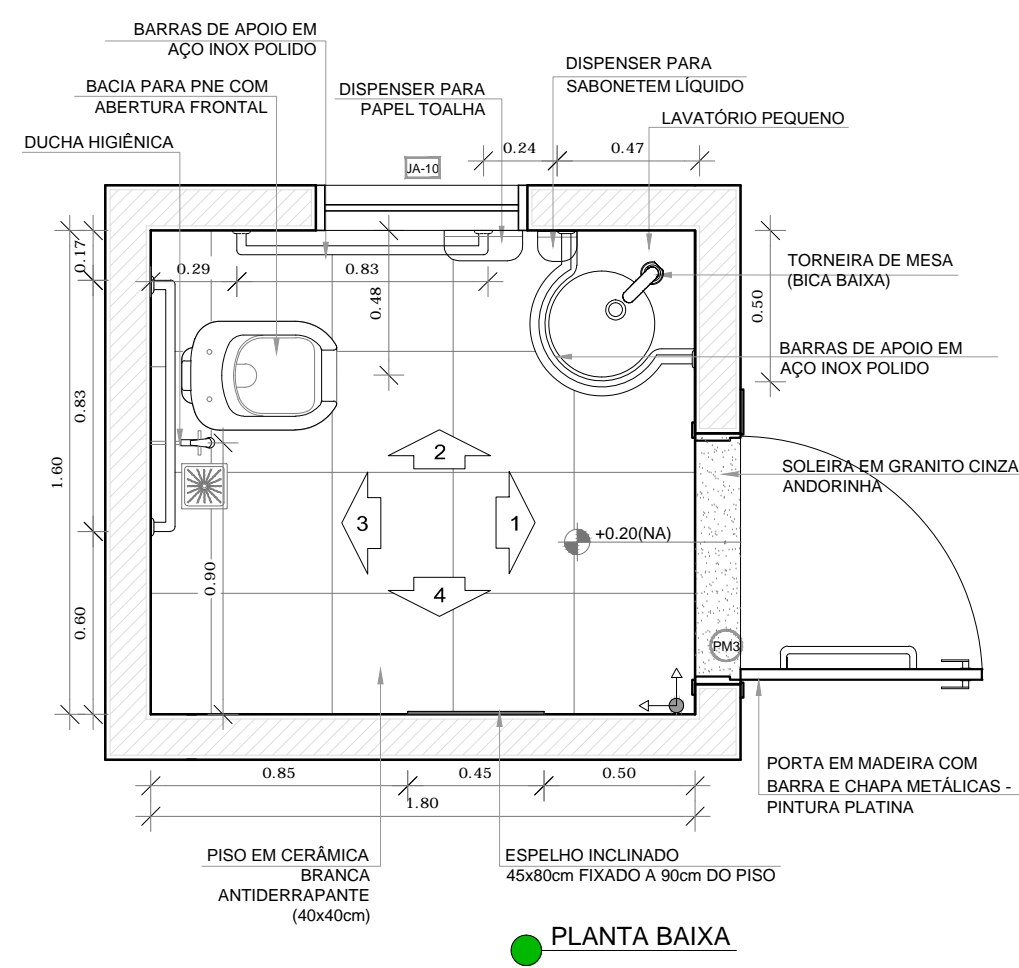 BARRAS DE APOIO EM
AÇO INOX POLIDO
BACIA PARA PNE COM
ABERTURA FRONTAL
DISPENSER PARA
PAPEL TOALHA
DISPENSER PARA
SABONETEM LÍQUIDO
LAVATÓRIO PEQUENO
DUCHA HIGIÊNICA
0.24
0.47
JA-10
0.17
0.29
0.83
0.48
0.50
TORNEIRA DE MESA
(BICA BAIXA)
BARRAS DE APOIO EM
AÇO INOX POLIDO
0.83
1.60
2
3
1
4
+0.20(NA)
SOLEIRA EM GRANITO CINZA
ANDORINHA
0.90
0.60
PM3
0.85
0.45
0.50
1.80
PORTA EM MADEIRA COM
BARRA E CHAPA METÁLICAS -
PINTURA PLATINA
PISO EM CERÂMICA
BRANCA
ANTIDERRAPANTE
(40x40cm)
ESPELHO INCLINADO
45x80cm FIXADO A 90cm DO PISO
PLANTA BAIXA